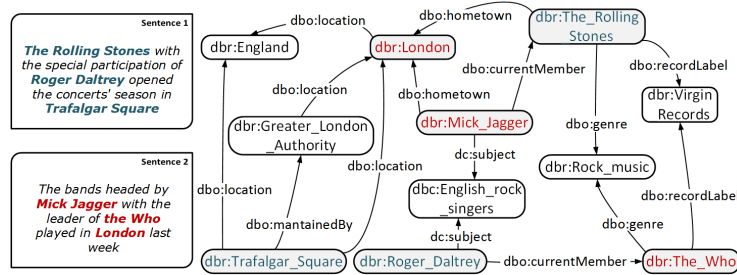 Sentence 1
The Rolling Stones with
the special participation of
Roger Daltrey opened
the concerts' season in
Trafalgar Square
Sentence 2
The bands headed by
Mick Jagger with the
leader of the Who
played in London last
week
dbo:location
dbo:hometown
dbr:The_Rolling
Stones
dbr:England
dbr:London
dbo:currentMember
dbo:recordLabel
dbo:location
dbo:hometown
dbr:Virgin
Records
dbr:Greater_London
_Authority
dbr:Mick_Jagger
dbo:genre
dbo:location
dbo:location
dc:subject
dbr:Rock_music
dbc:English_rock
_singers
dbo:recordLabel
dbo:mantainedBy
dc:subject
dbo:genre
dbr:Trafalgar_Square
dbr:Roger_Daltrey
dbo:currentMember
dbr:The_Who